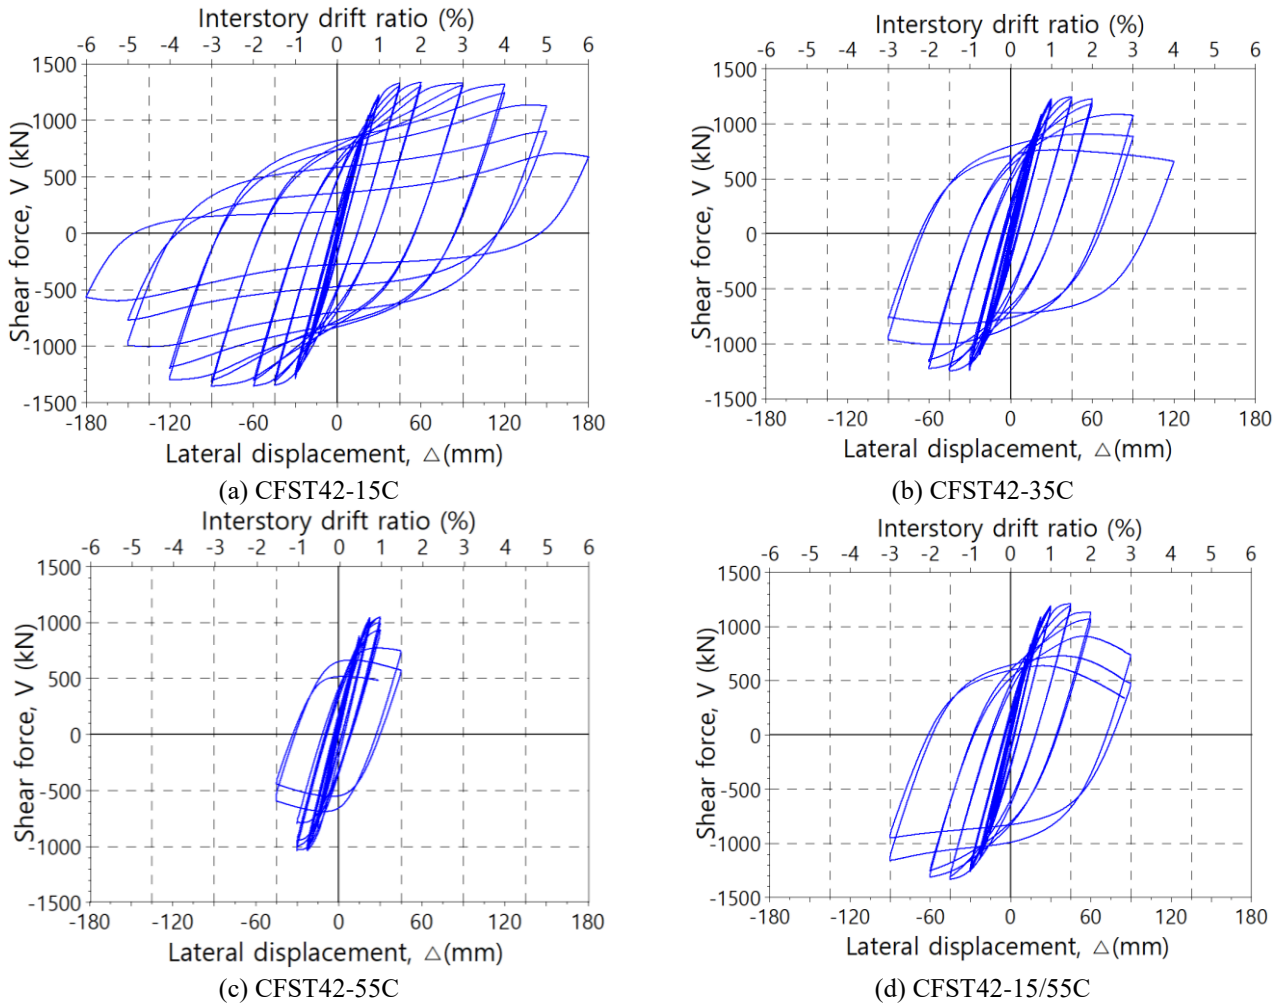 Interstory drift ratio (%)
-6 -5 -4 -3 -2 -1 0 1 2 3 4 5 6
1500
1000
500
0
-500
-1000
-1500
Shear force, V (kN)
-180 -120 -60 0 60 120 180
Lateral displacement, △(mm)
(a) CFST42-15C
Interstory drift ratio (%)
-6 -5 -4 -3 -2 -1 0 1 2 3 4 5 6
1500
1000
500
0
-500
-1000
-1500
Shear force, V (kN)
-180 -120 -60 0 60 120 180
Lateral displacement, △(mm)
(b) CFST42-35C
Interstory drift ratio (%)
-6 -5 -4 -3 -2 -1 0 1 2 3 4 5 6
1500
1000
500
0
-500
-1000
-1500
Shear force, V (kN)
-180 -120 -60 0 60 120 180
Lateral displacement, △(mm)
(c) CFST42-55C
Interstory drift ratio (%)
-6 -5 -4 -3 -2 -1 0 1 2 3 4 5 6
1500
1000
500
0
-500
-1000
-1500
Shear force, V (kN)
-180 -120 -60 0 60 120 180
Lateral displacement, △(mm)
(d) CFST42-15/55C